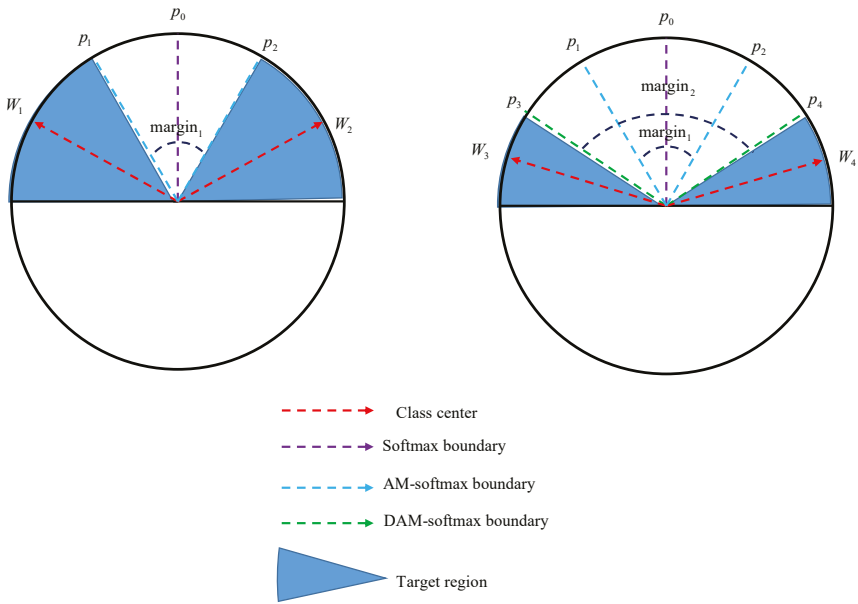 p₀
p₁
p₂
W₁
margin₁
W₂
p₀
p₁
p₂
margin₂
p₃
p₄
margin₁
W₃
W₄
Class center
Softmax boundary
AM-softmax boundary
DAM-softmax boundary
Target region